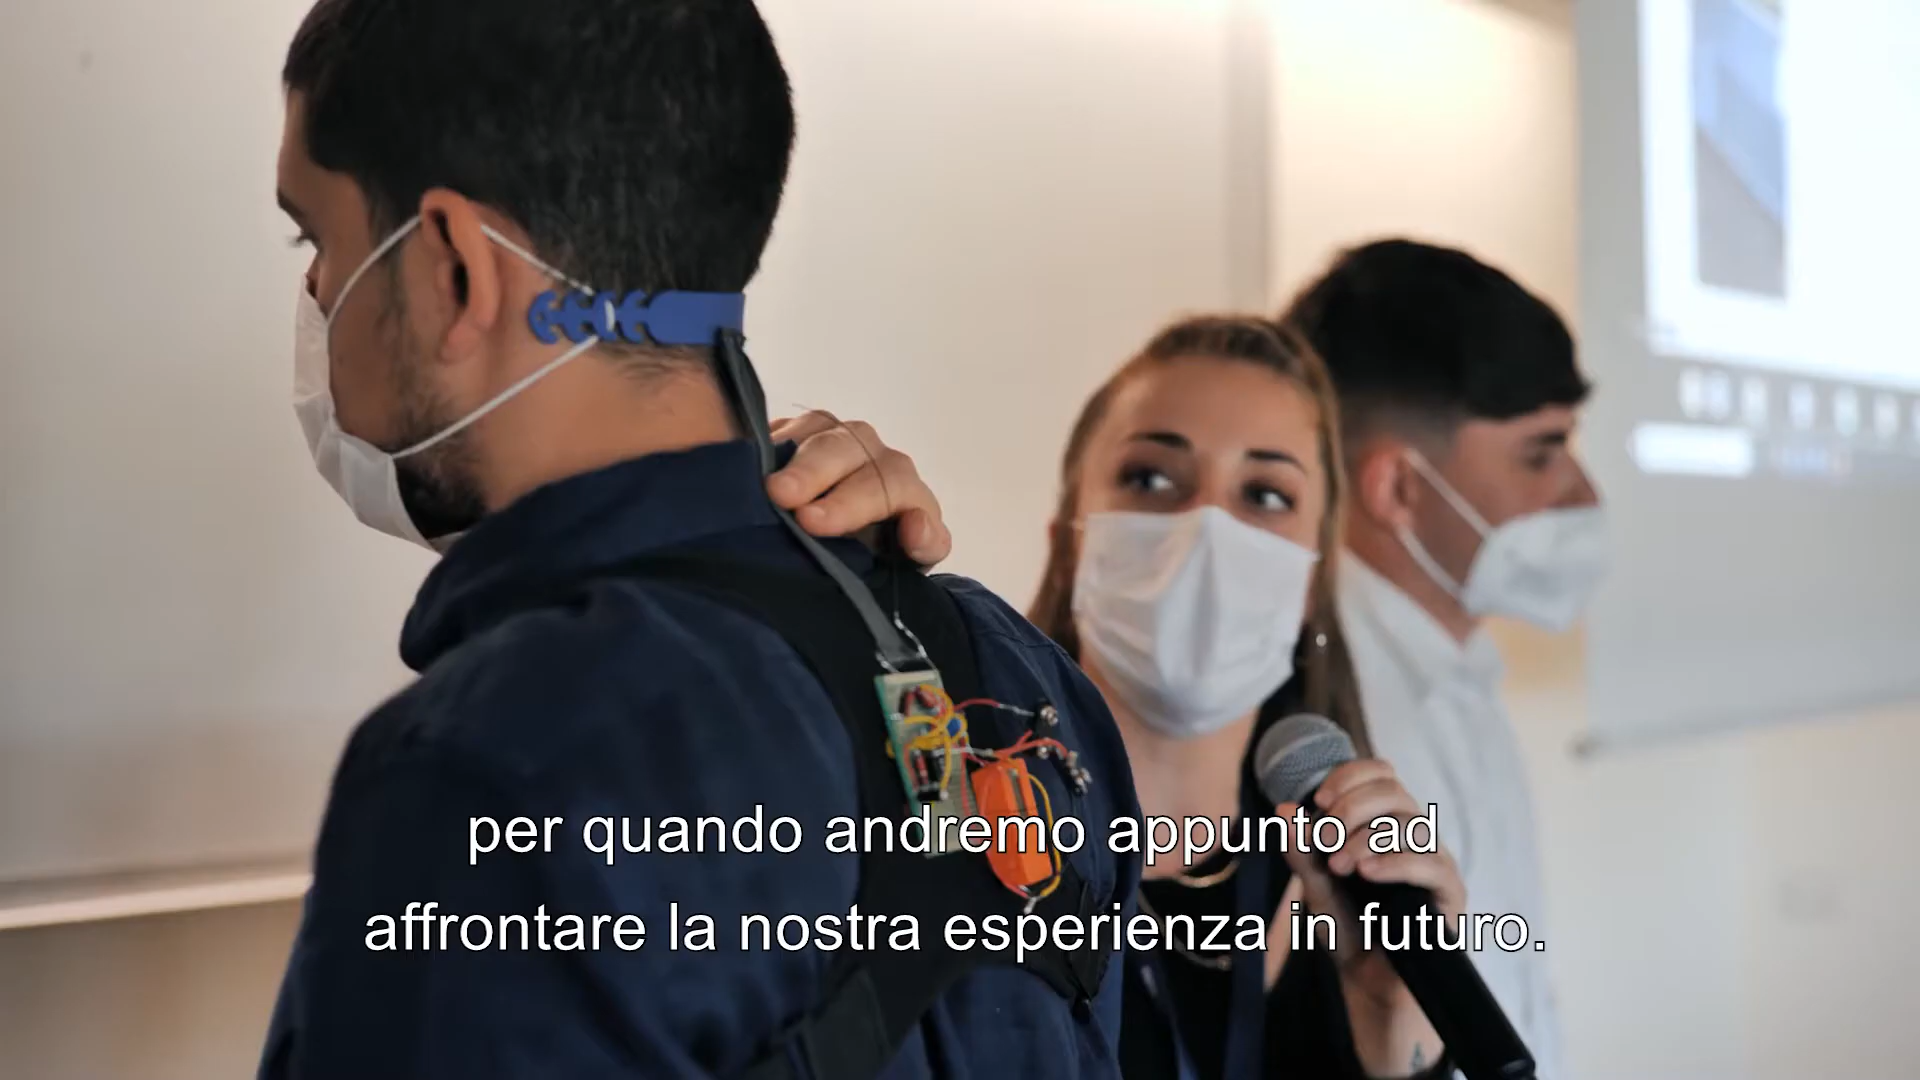 per quando andremo appunto ad
affrontare la nostra esperienza in futuro.